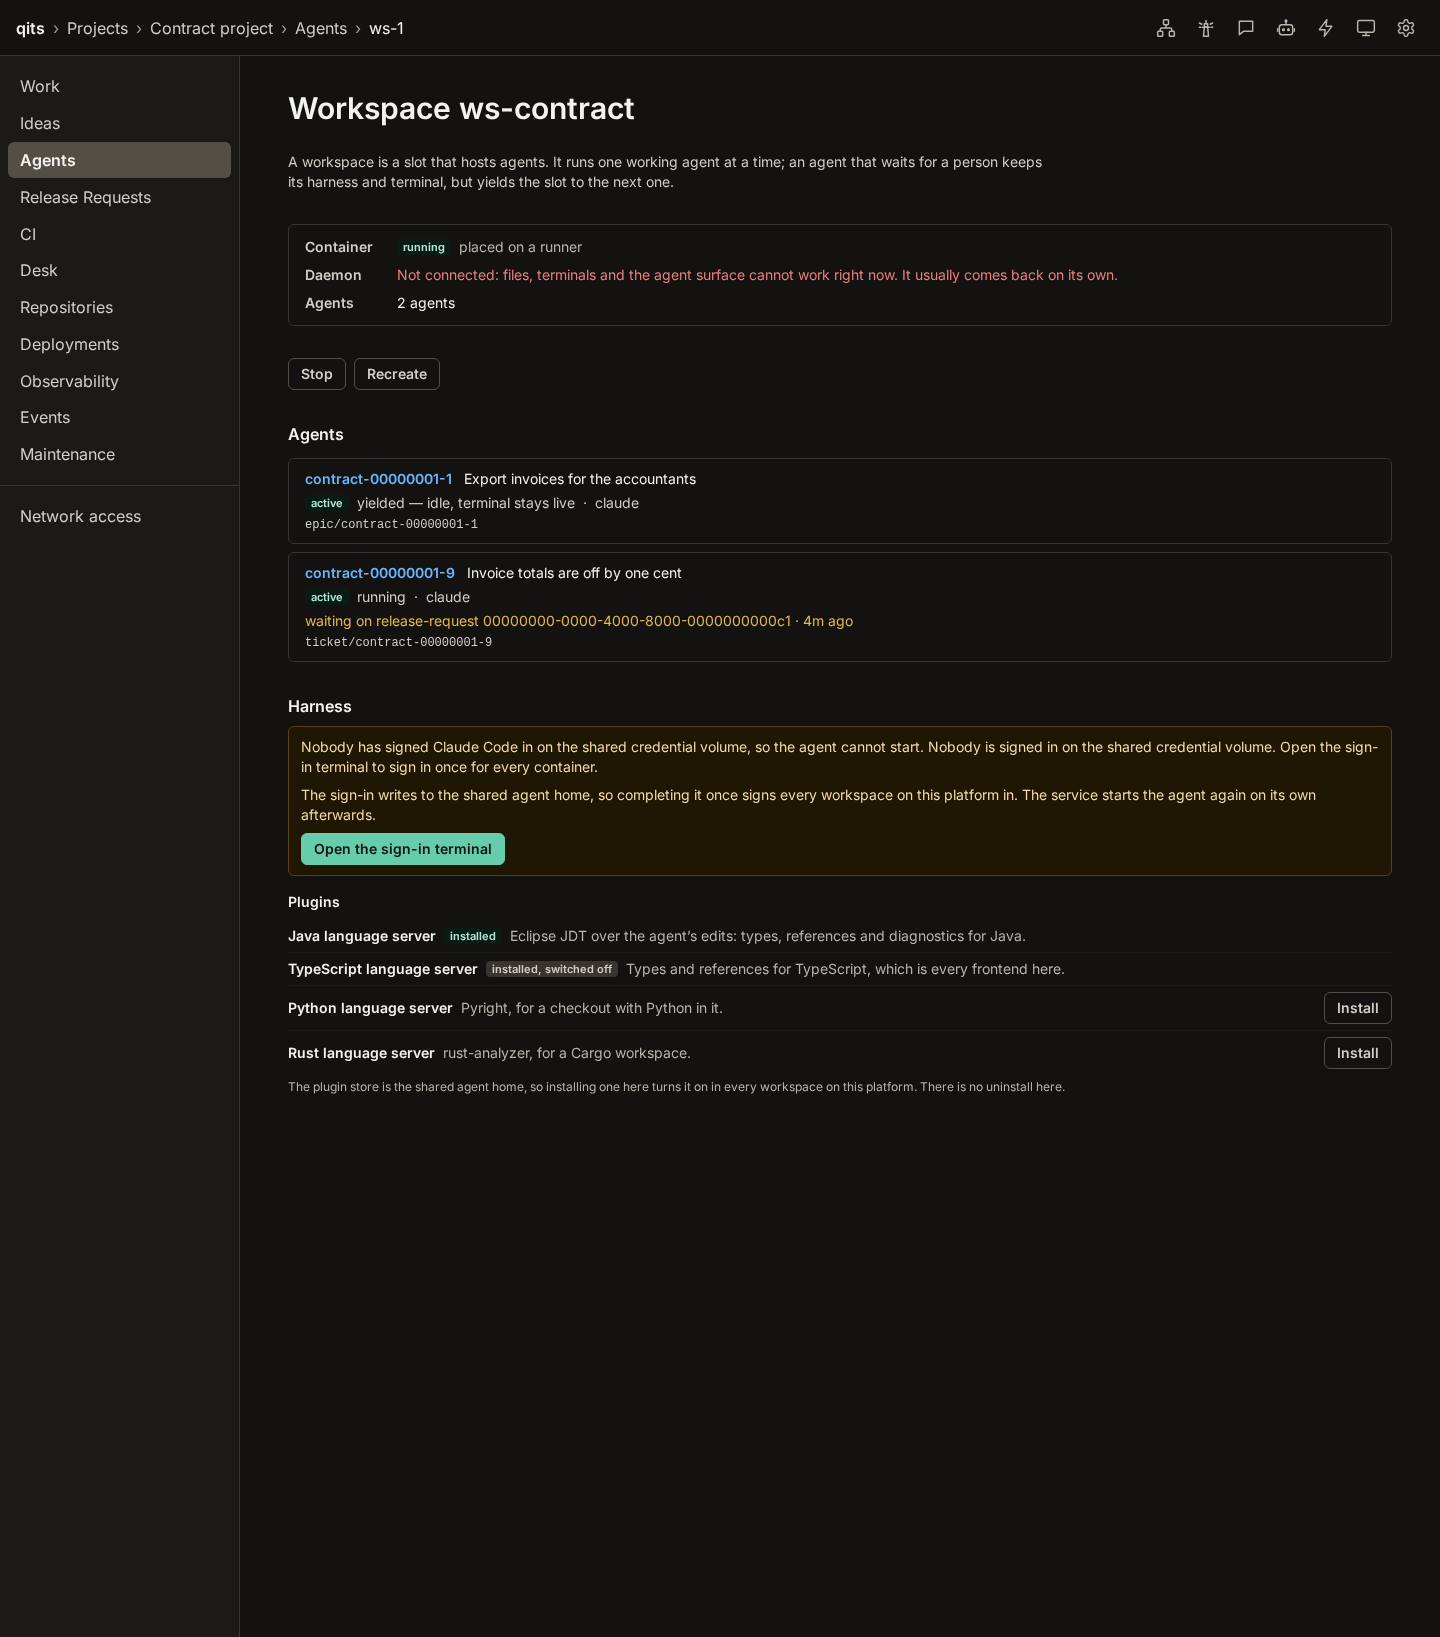 qits › Projects › Contract project › Agents › ws-1
Work
Ideas
Agents
Release Requests
CI
Desk
Repositories
Deployments
Observability
Events
Maintenance
Network access
Workspace ws-contract
A workspace is a slot that hosts agents. It runs one working agent at a time; an agent that waits for a person keeps
its harness and terminal, but yields the slot to the next one.
Container running placed on a runner
Daemon Not connected: files, terminals and the agent surface cannot work right now. It usually comes back on its own.
Agents 2 agents
Stop Recreate
Agents
contract-00000001-1 Export invoices for the accountants
active yielded — idle, terminal stays live · claude
epic/contract-00000001-1
contract-00000001-9 Invoice totals are off by one cent
active running · claude
waiting on release-request 00000000-0000-4000-8000-0000000000c1 · 4m ago
ticket/contract-00000001-9
Harness
Nobody has signed Claude Code in on the shared credential volume, so the agent cannot start. Nobody is signed in on the shared credential volume. Open the sign-
in terminal to sign in once for every container.
The sign-in writes to the shared agent home, so completing it once signs every workspace on this platform in. The service starts the agent again on its own
afterwards.
Open the sign-in terminal
Plugins
Java language server installed Eclipse JDT over the agent’s edits: types, references and diagnostics for Java.
TypeScript language server installed, switched off Types and references for TypeScript, which is every frontend here.
Python language server Pyright, for a checkout with Python in it. Install
Rust language server rust-analyzer, for a Cargo workspace. Install
The plugin store is the shared agent home, so installing one here turns it on in every workspace on this platform. There is no uninstall here.